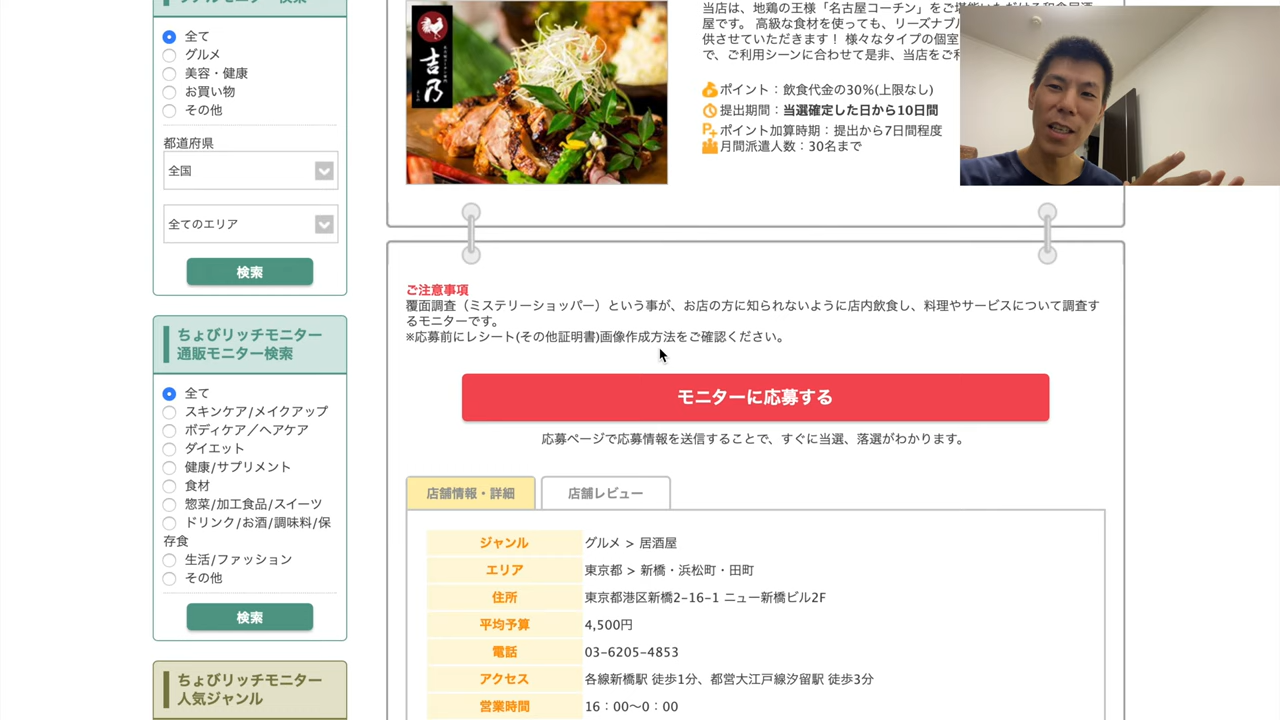 全て
グルメ
美容・健康
お買い物
その他
都道府県
全国
全てのエリア
検索
ちょびリッチモニター
通販モニター検索
全て
スキンケア/メイクアップ
ボディケア／ヘアケア
ダイエット
健康/サプリメント
食材
惣菜/加工食品/スイーツ
ドリンク/お酒/調味料/保
存食
生活/ファッション
その他
検索
ちょびリッチモニター
人気ジャンル
吉乃
当店は、地鶏の王様「名古屋コーチン」をご
屋です。 高級な食材を使っても、リーズナブル
供させていただきます！ 様々なタイプの個室
で、ご利用シーンに合わせて是非、当店をご利
ポイント：飲食代金の30%(上限なし)
提出期間：当選確定した日から10日間
ポイント加算時期：提出から7日間程度
月間派遣人数：30名まで
ご注意事項
覆面調査（ミステリーショッパー）という事が、お店の方に知られないように店内飲食し、料理やサービスについて調査す
るモニターです。
※応募前にレシート(その他証明書)画像作成方法をご確認ください。
モニターに応募する
応募ページで応募情報を送信することで、すぐに当選、落選がわかります。
店舗情報・詳細
店舗レビュー
ジャンル グルメ > 居酒屋
エリア 東京都 > 新橋・浜松町・田町
住所 東京都港区新橋2-16-1 ニュー新橋ビル2F
平均予算 4,500円
電話 03-6205-4853
アクセス 各線新橋駅 徒歩1分、都営大江戸線汐留駅 徒歩3分
営業時間 16：00〜0：00